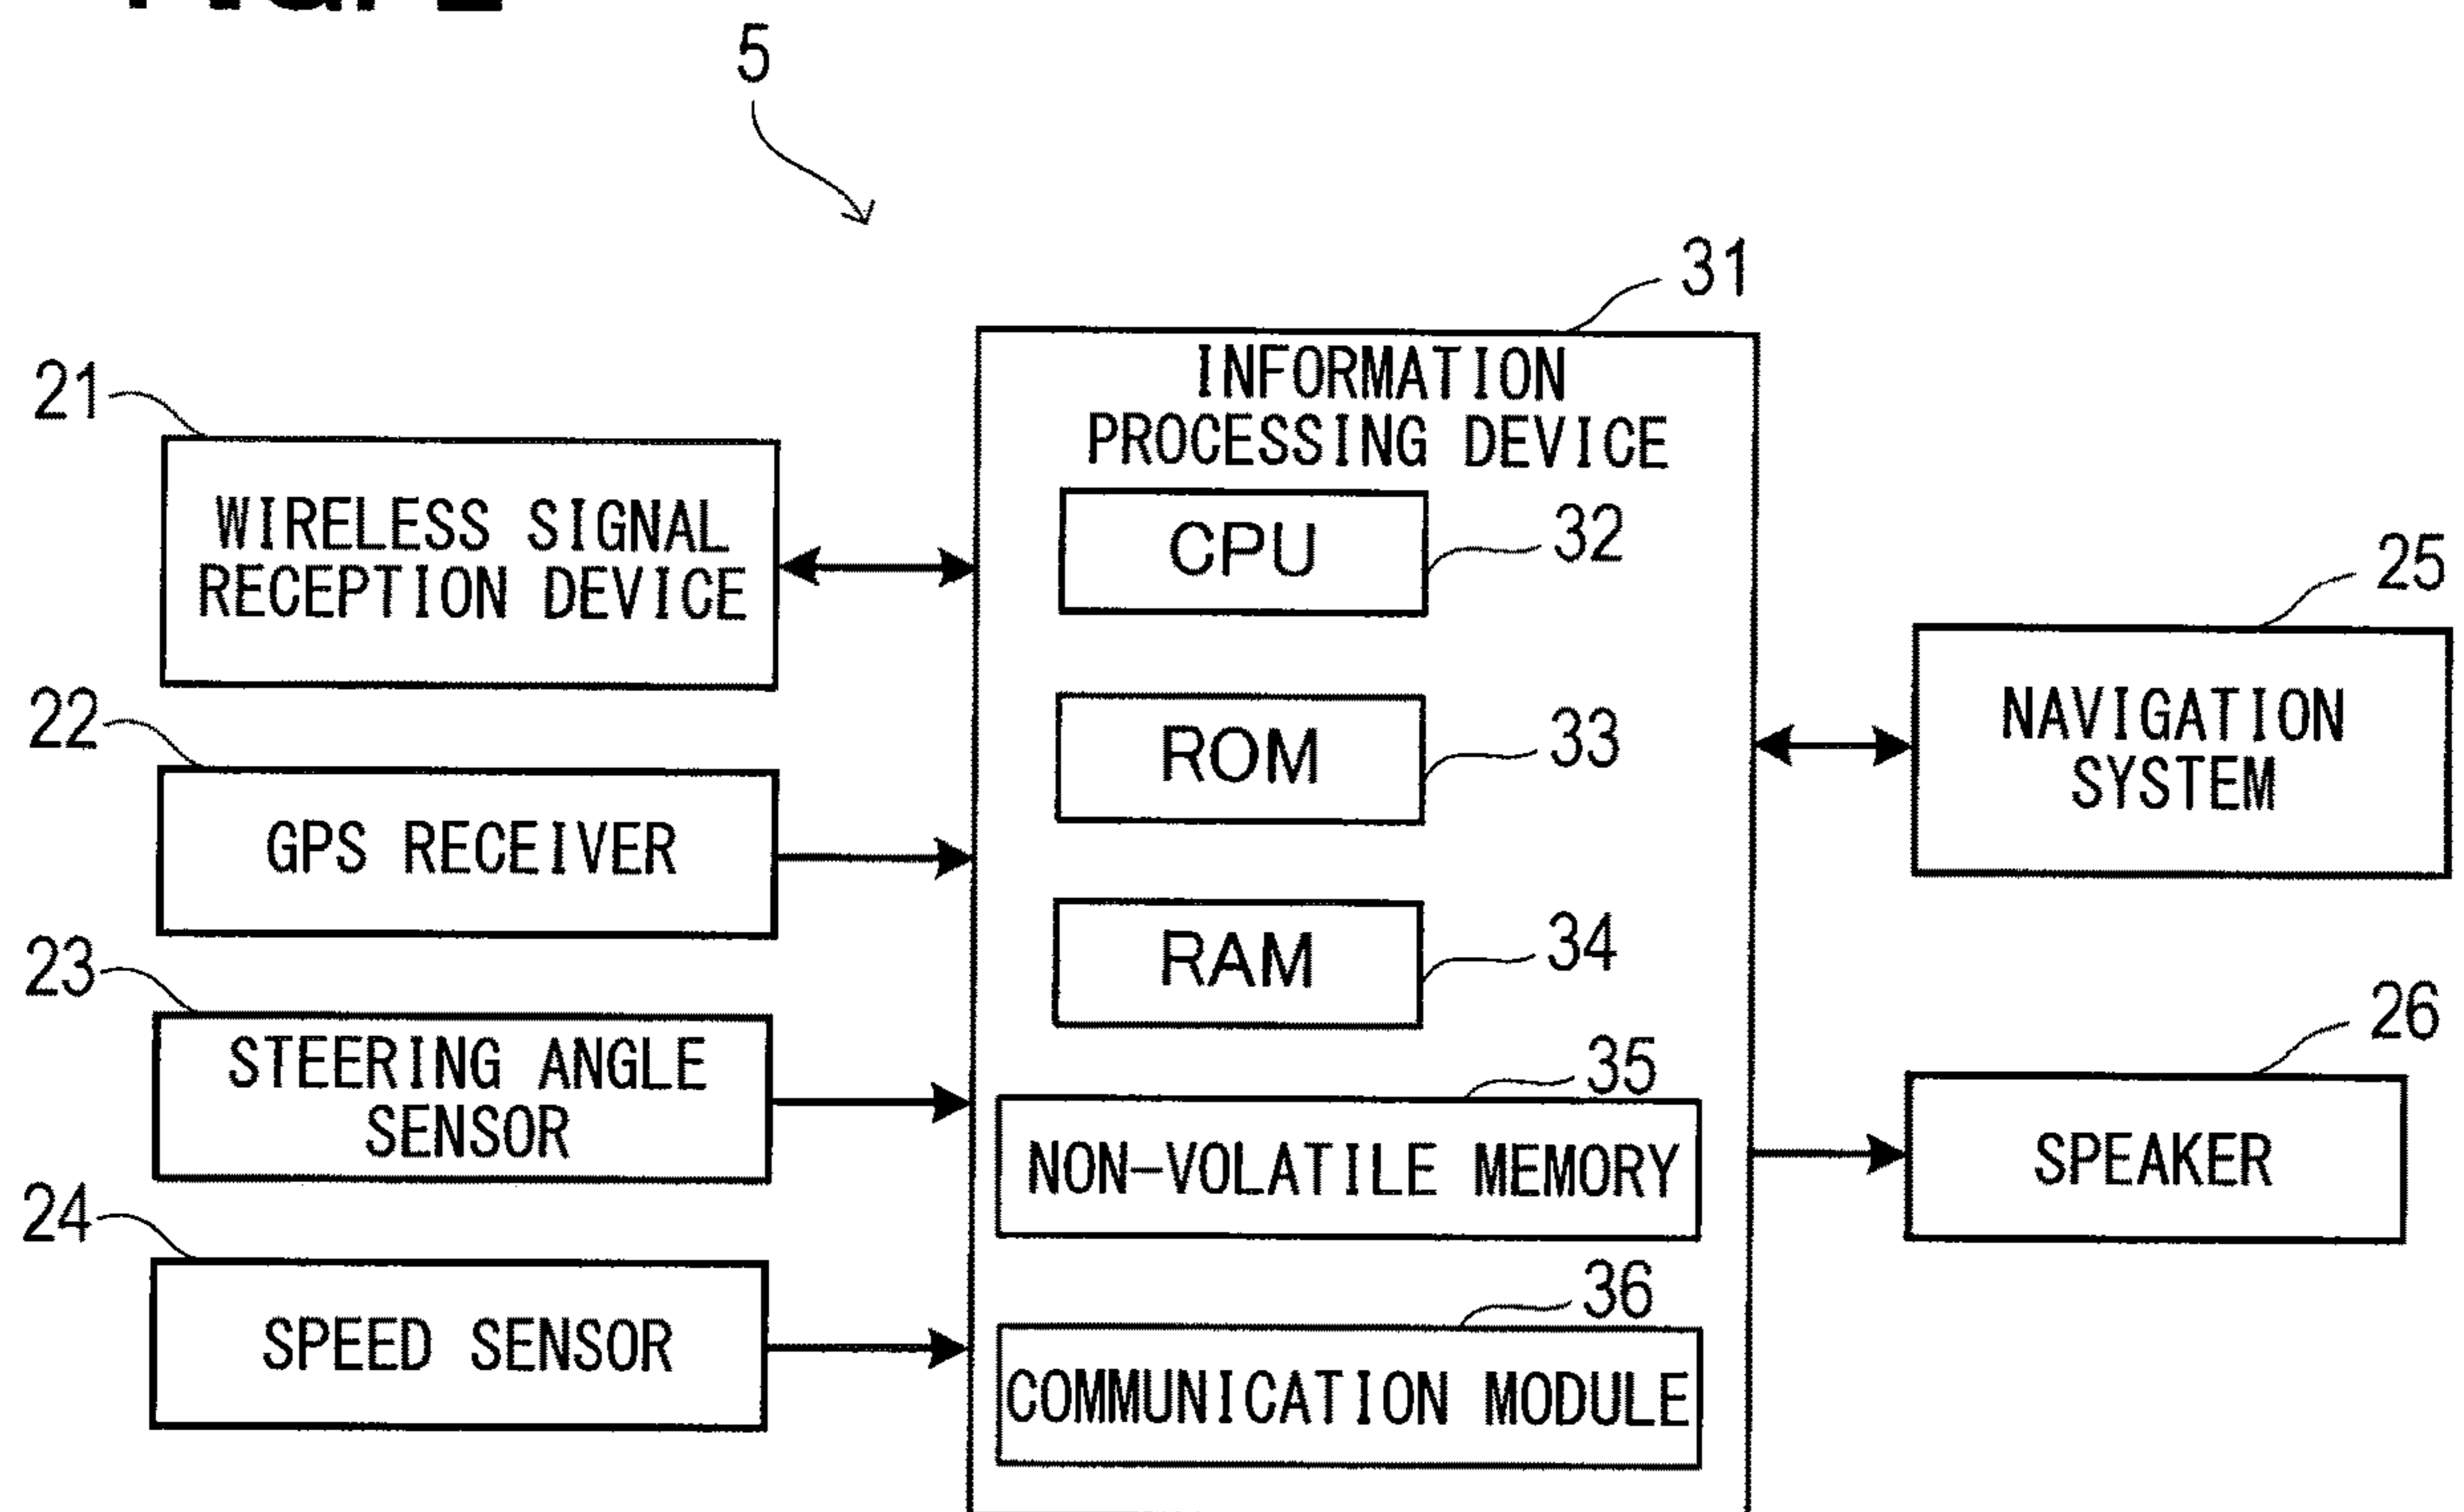 5
31
INFORMATION
PROCESSING DEVICE
21
WIRELESS SIGNAL
RECEPTION DEVICE
CPU
32
25
NAVIGATION
SYSTEM
22
GPS RECEIVER
ROM
33
RAM
34
23
STEERING ANGLE
SENSOR
26
SPEAKER
35
NON-VOLATILE MEMORY
24
SPEED SENSOR
36
COMMUNICATION MODULE